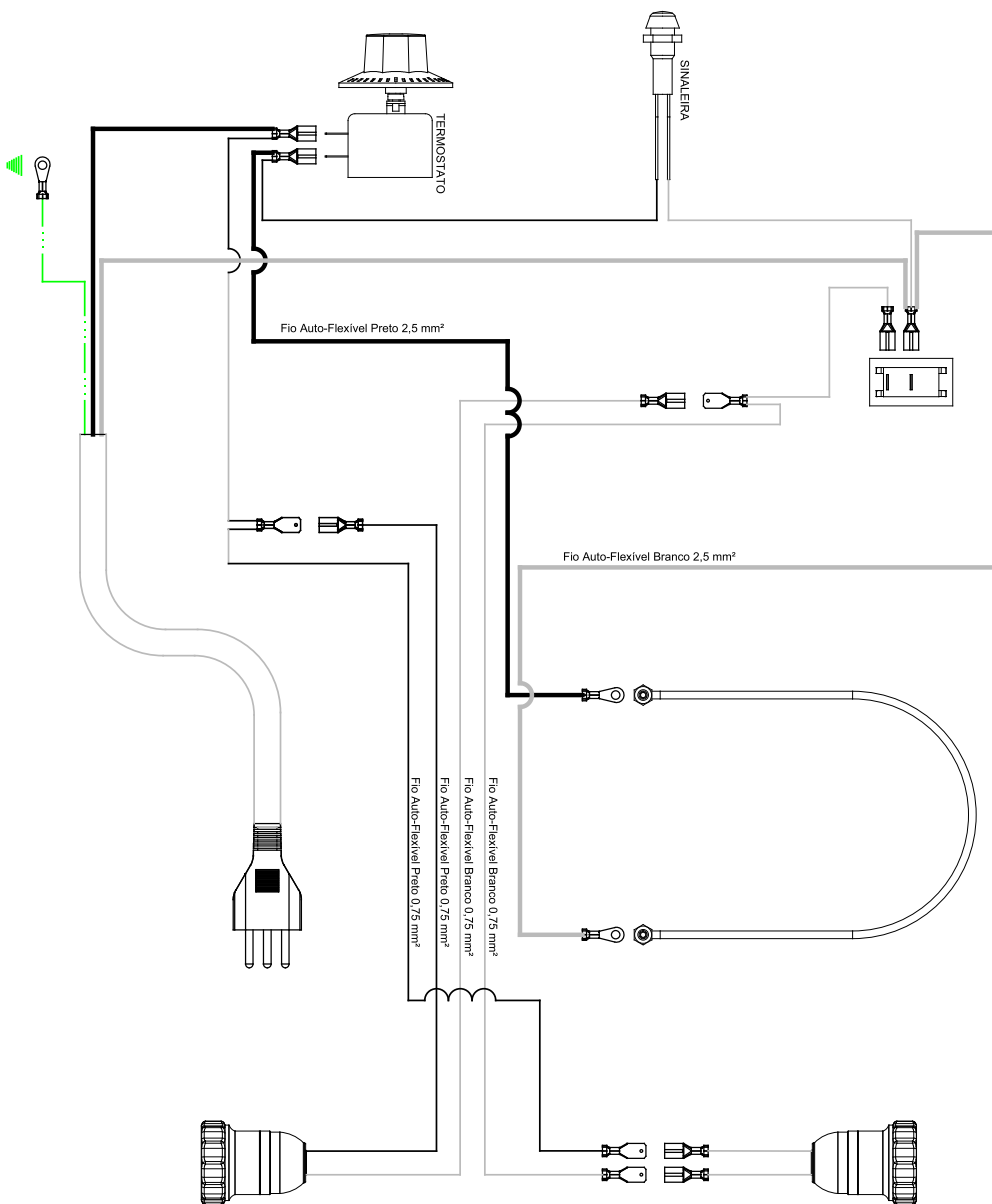 SINALEIRA
TERMOSTATO
Fio Auto-Flexível Preto 2,5 mm²
Fio Auto-Flexível Branco 2,5 mm²
Fio Auto-Flexível Preto 0,75 mm²
Fio Auto-Flexível Preto 0,75 mm²
Fio Auto-Flexível Branco 0,75 mm²
Fio Auto-Flexível Branco 0,75 mm²